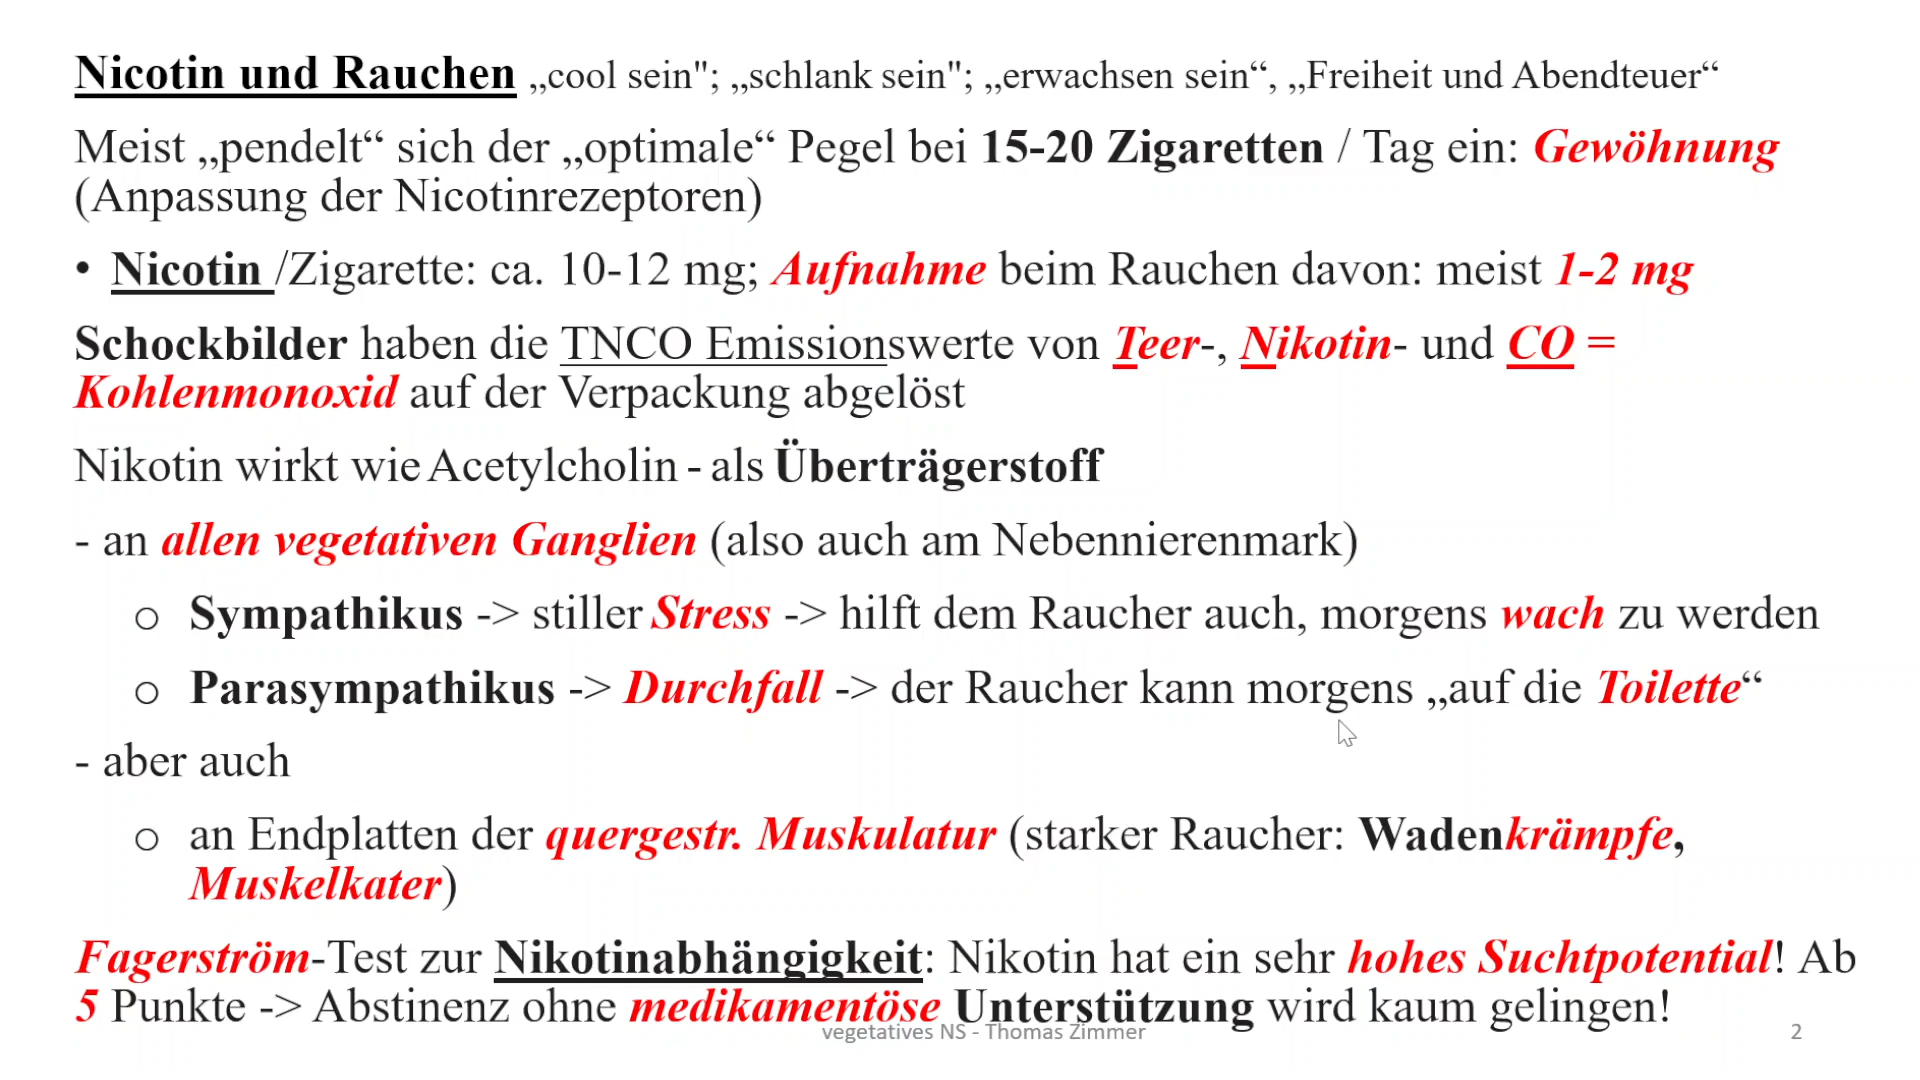 Nicotin und Rauchen „cool sein"; „schlank sein"; „erwachsen sein“, „Freiheit und Abendteuer“
Meist „pendelt“ sich der „optimale“ Pegel bei 15-20 Zigaretten / Tag ein: Gewöhnung
(Anpassung der Nicotinrezeptoren)
• Nicotin /Zigarette: ca. 10-12 mg; Aufnahme beim Rauchen davon: meist 1-2 mg
Schockbilder haben die TNCO Emissionswerte von Teer-, Nikotin- und CO =
Kohlenmonoxid auf der Verpackung abgelöst
Nikotin wirkt wie Acetylcholin - als Überträgerstoff
- an allen vegetativen Ganglien (also auch am Nebennierenmark)
o Sympathikus -> stiller Stress -> hilft dem Raucher auch, morgens wach zu werden
o Parasympathikus -> Durchfall -> der Raucher kann morgens „auf die Toilette“
- aber auch
o an Endplatten der quergestr. Muskulatur (starker Raucher: Wadenkrämpfe,
Muskelkater)
Fagerström-Test zur Nikotinabhängigkeit: Nikotin hat ein sehr hohes Suchtpotential! Ab
5 Punkte -> Abstinenz ohne medikamentöse Unterstützung wird kaum gelingen!
vegetatives NS - Thomas Zimmer
2